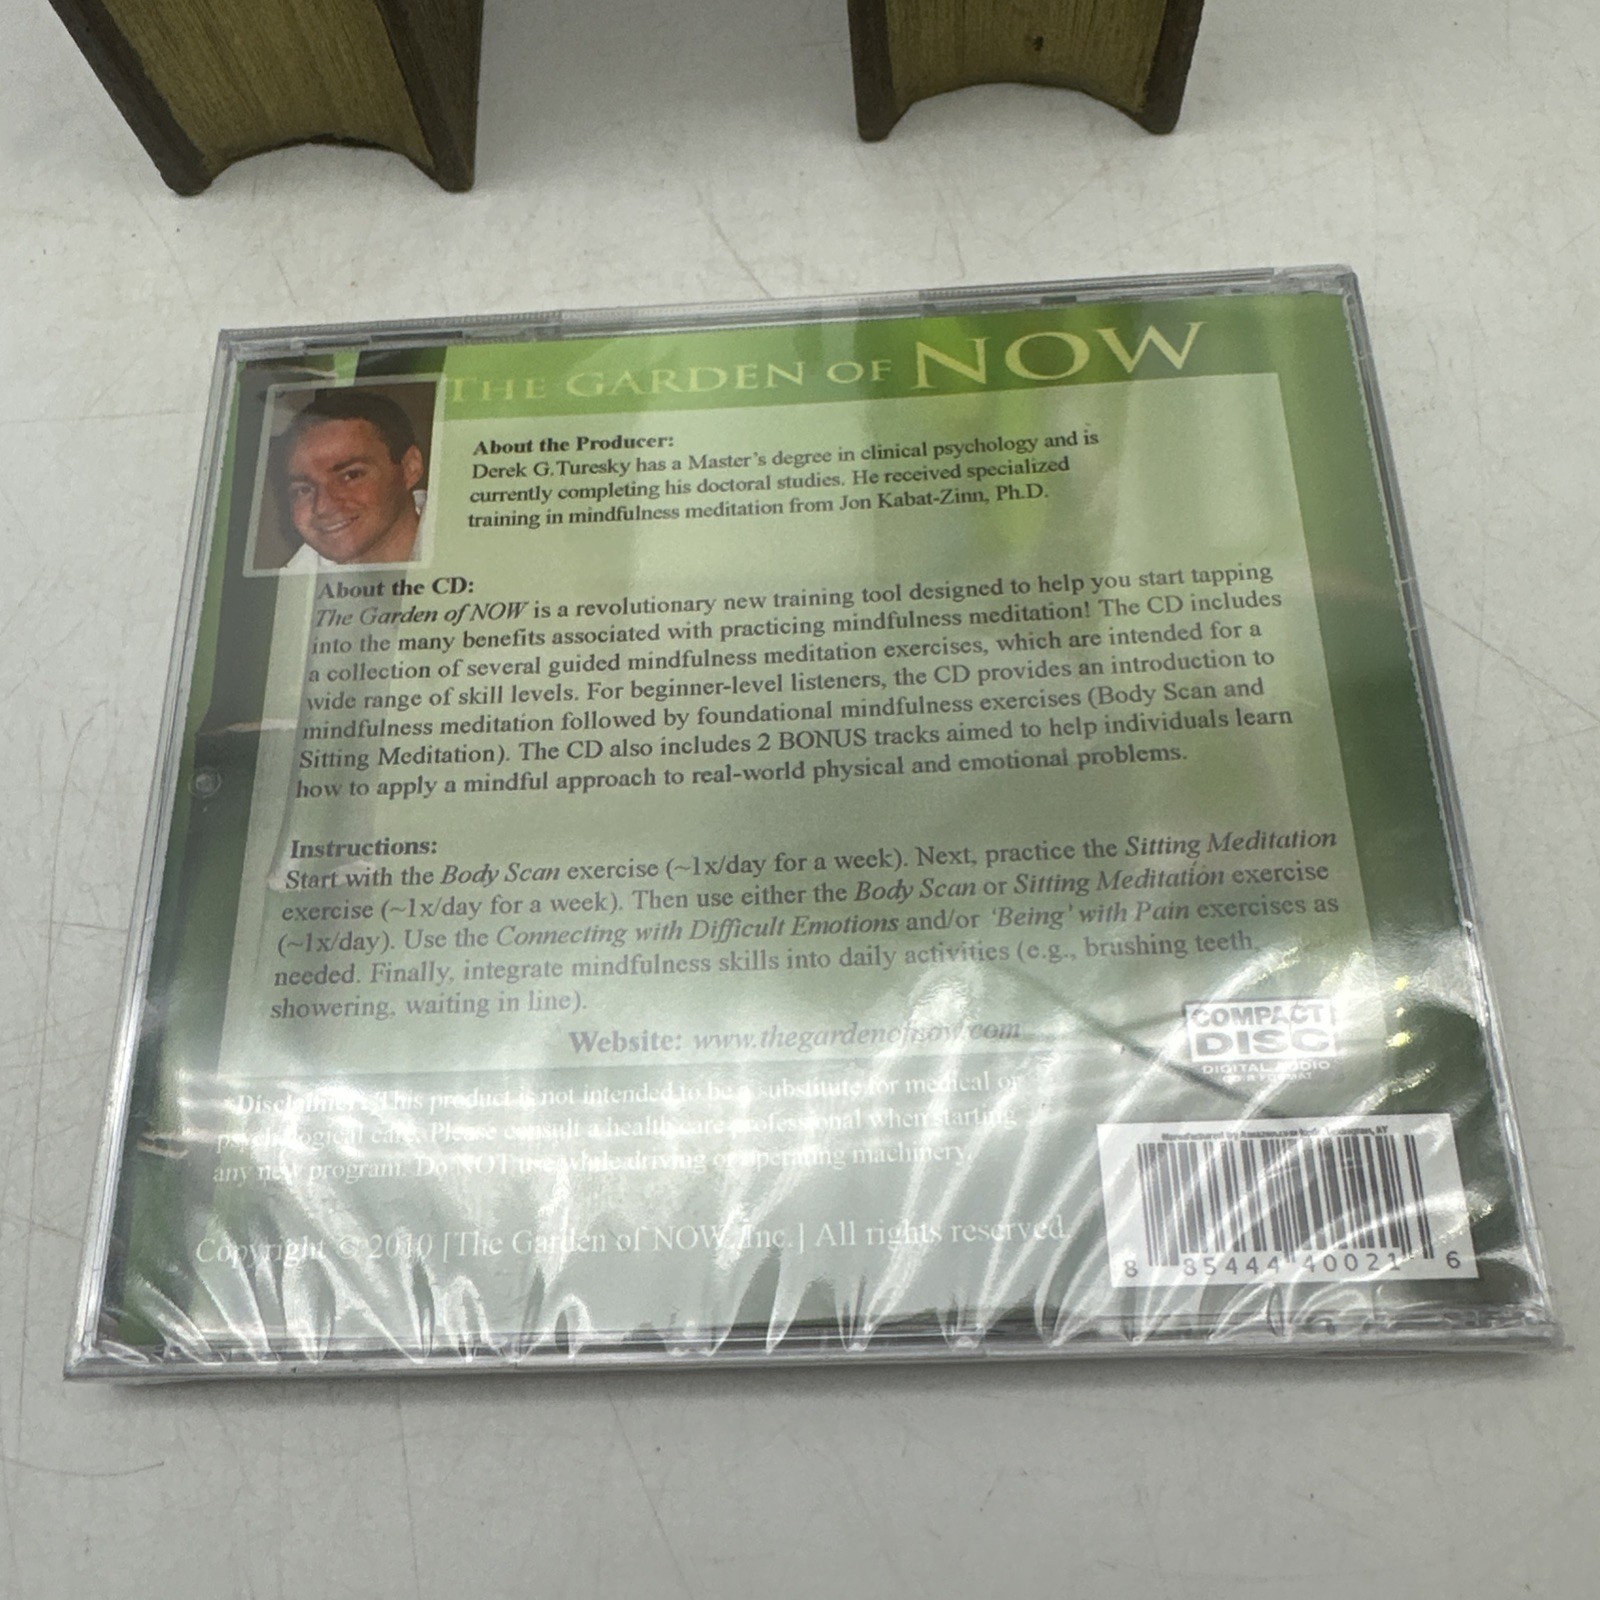 THE GARDEN OF NOW
About the Producer:
Derek G.Turesky has a Master's degree in clinical psychology and is
currently completing his doctoral studies. He received specialized
training in mindfulness meditation from Jon Kabat-Zinn, Ph.D.
About the CD:
The Garden of NOW is a revolutionary new training tool designed to help you start tapping
into the many benefits associated with practicing mindfulness meditation! The CD includes
a collection of several guided mindfulness meditation exercises, which are intended for a
wide range of skill levels. For beginner-level listeners, the CD provides an introduction to
mindfulness meditation followed by foundational mindfulness exercises (Body Scan and
Sitting Meditation). The CD also includes 2 BONUS tracks aimed to help individuals learn
how to apply a mindful approach to real-world physical and emotional problems.
Instructions:
Start with the Body Scan exercise (~1x/day for a week). Next, practice the Sitting Meditation
exercise (~1x/day for a week). Then use either the Body Scan or Sitting Meditation exercise
(~1x/day). Use the Connecting with Difficult Emotions and/or 'Being' with Pain exercises as
needed. Finally, integrate mindfulness skills into daily activities (e.g., brushing teeth,
showering, waiting in line).
Website: www.thegardenofnow.com
COMPACT
DISC
DIGITAL AUDIO
CD-R FORMAT
*Disclaimer: This product is not intended to be a substitute for medical or
psychological care. Please consult a health care professional when starting
any new program. Do NOT use while driving or operating machinery.
Manufactured by Amazon.com
Copyright © 2010 [The Garden of NOW, Inc.] All rights reserved.
8 85444 40021 6